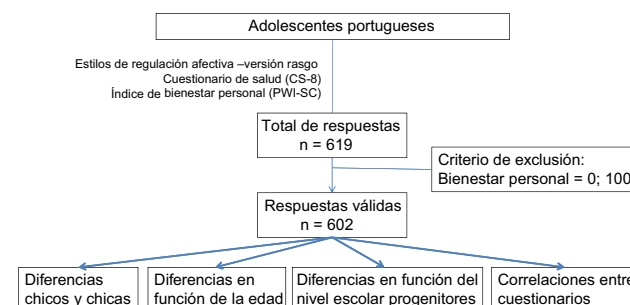 Adolescentes portugueses
Estilos de regulación afectiva –versión rasgo
Cuestionario de salud (CS-8)
Índice de bienestar personal (PWI-SC)
Total de respuestas
n = 619
Criterio de exclusión:
Bienestar personal = 0; 100
Respuestas válidas
n = 602
Diferencias
chicos y chicas
Diferencias en
función de la edad
Diferencias en función del
nivel escolar progenitores
Correlaciones entre
cuestionarios